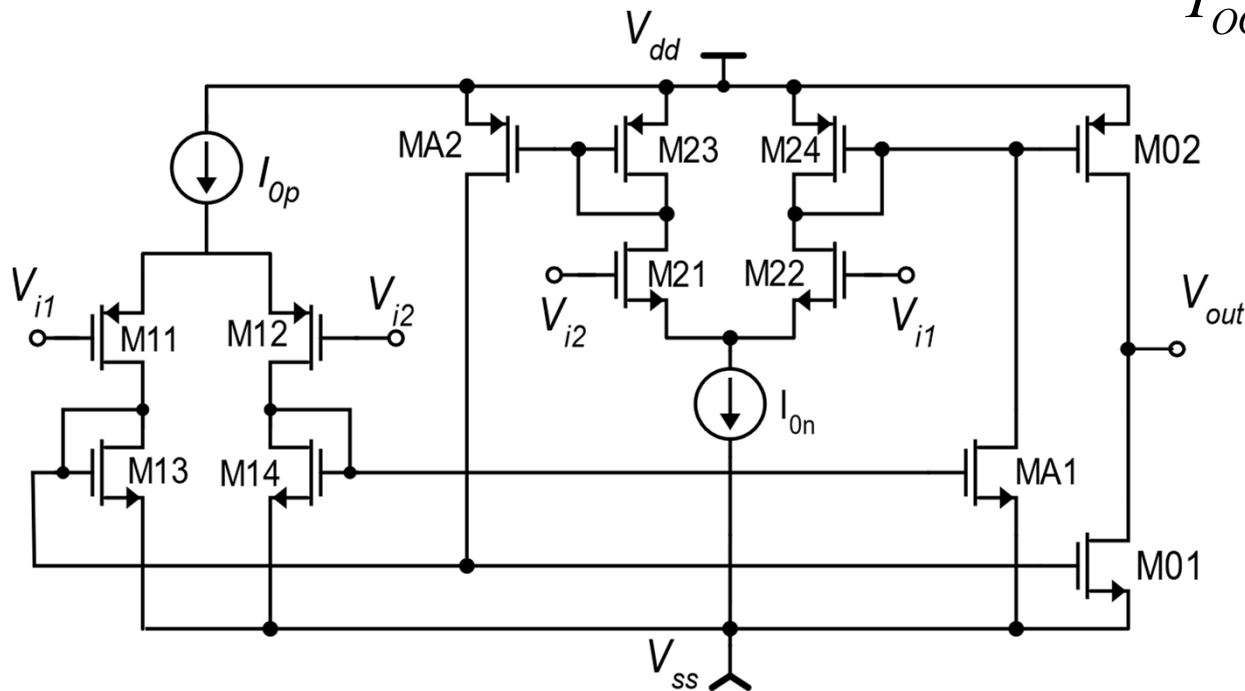 V_dd
MA2
M23
M24
M02
I_0p
V_i1
V_i2
M11
M12
M21
M22
V_i2
V_i1
V_out
I_0n
M13
M14
MA1
M01
V_ss